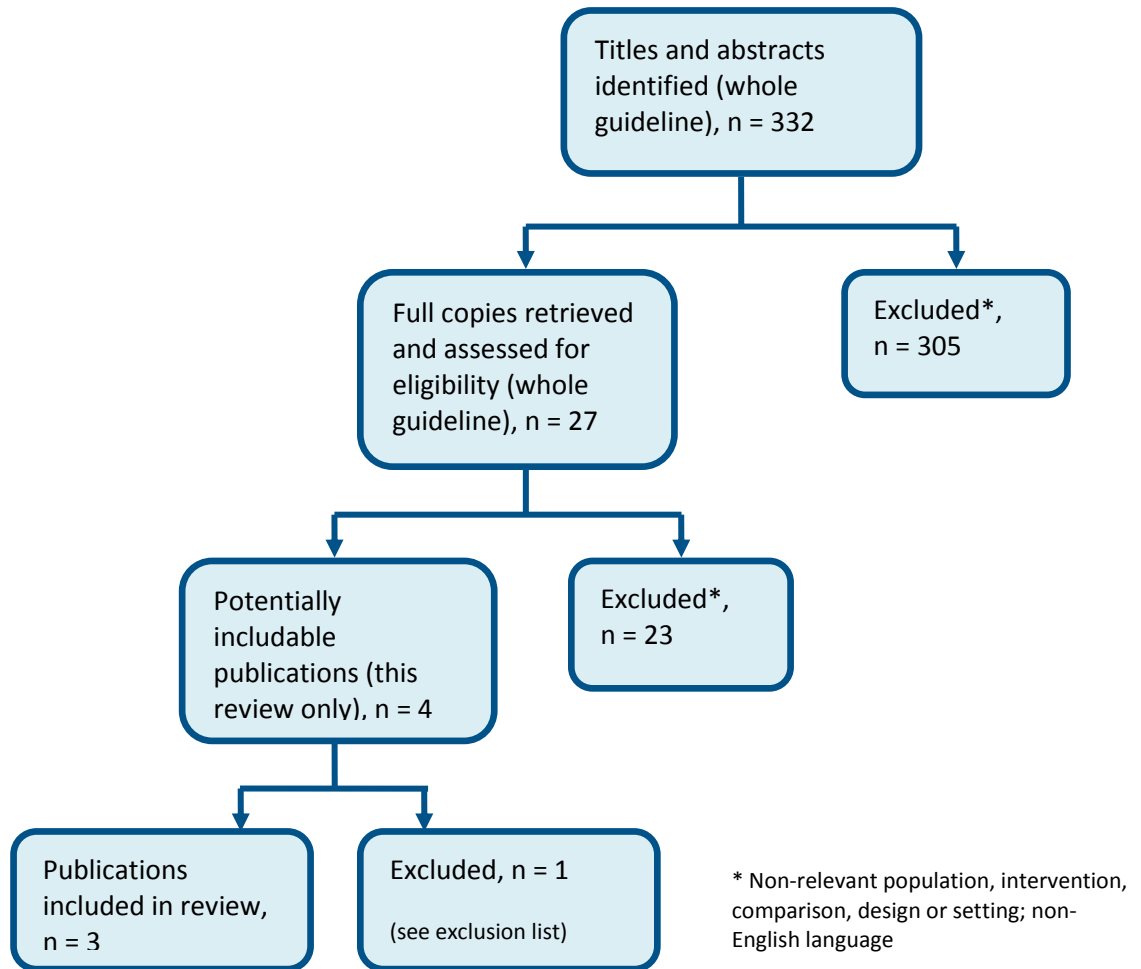 Titles and abstracts
identified (whole
guideline), n = 332
Full copies retrieved
and assessed for
eligibility (whole
guideline), n = 27
Excluded*,
n = 305
Potentially
includable
publications (this
review only), n = 4
Excluded*,
n = 23
Publications
included in review,
n = 3
Excluded, n = 1
(see exclusion list)
* Non-relevant population, intervention,
comparison, design or setting; non-
English language